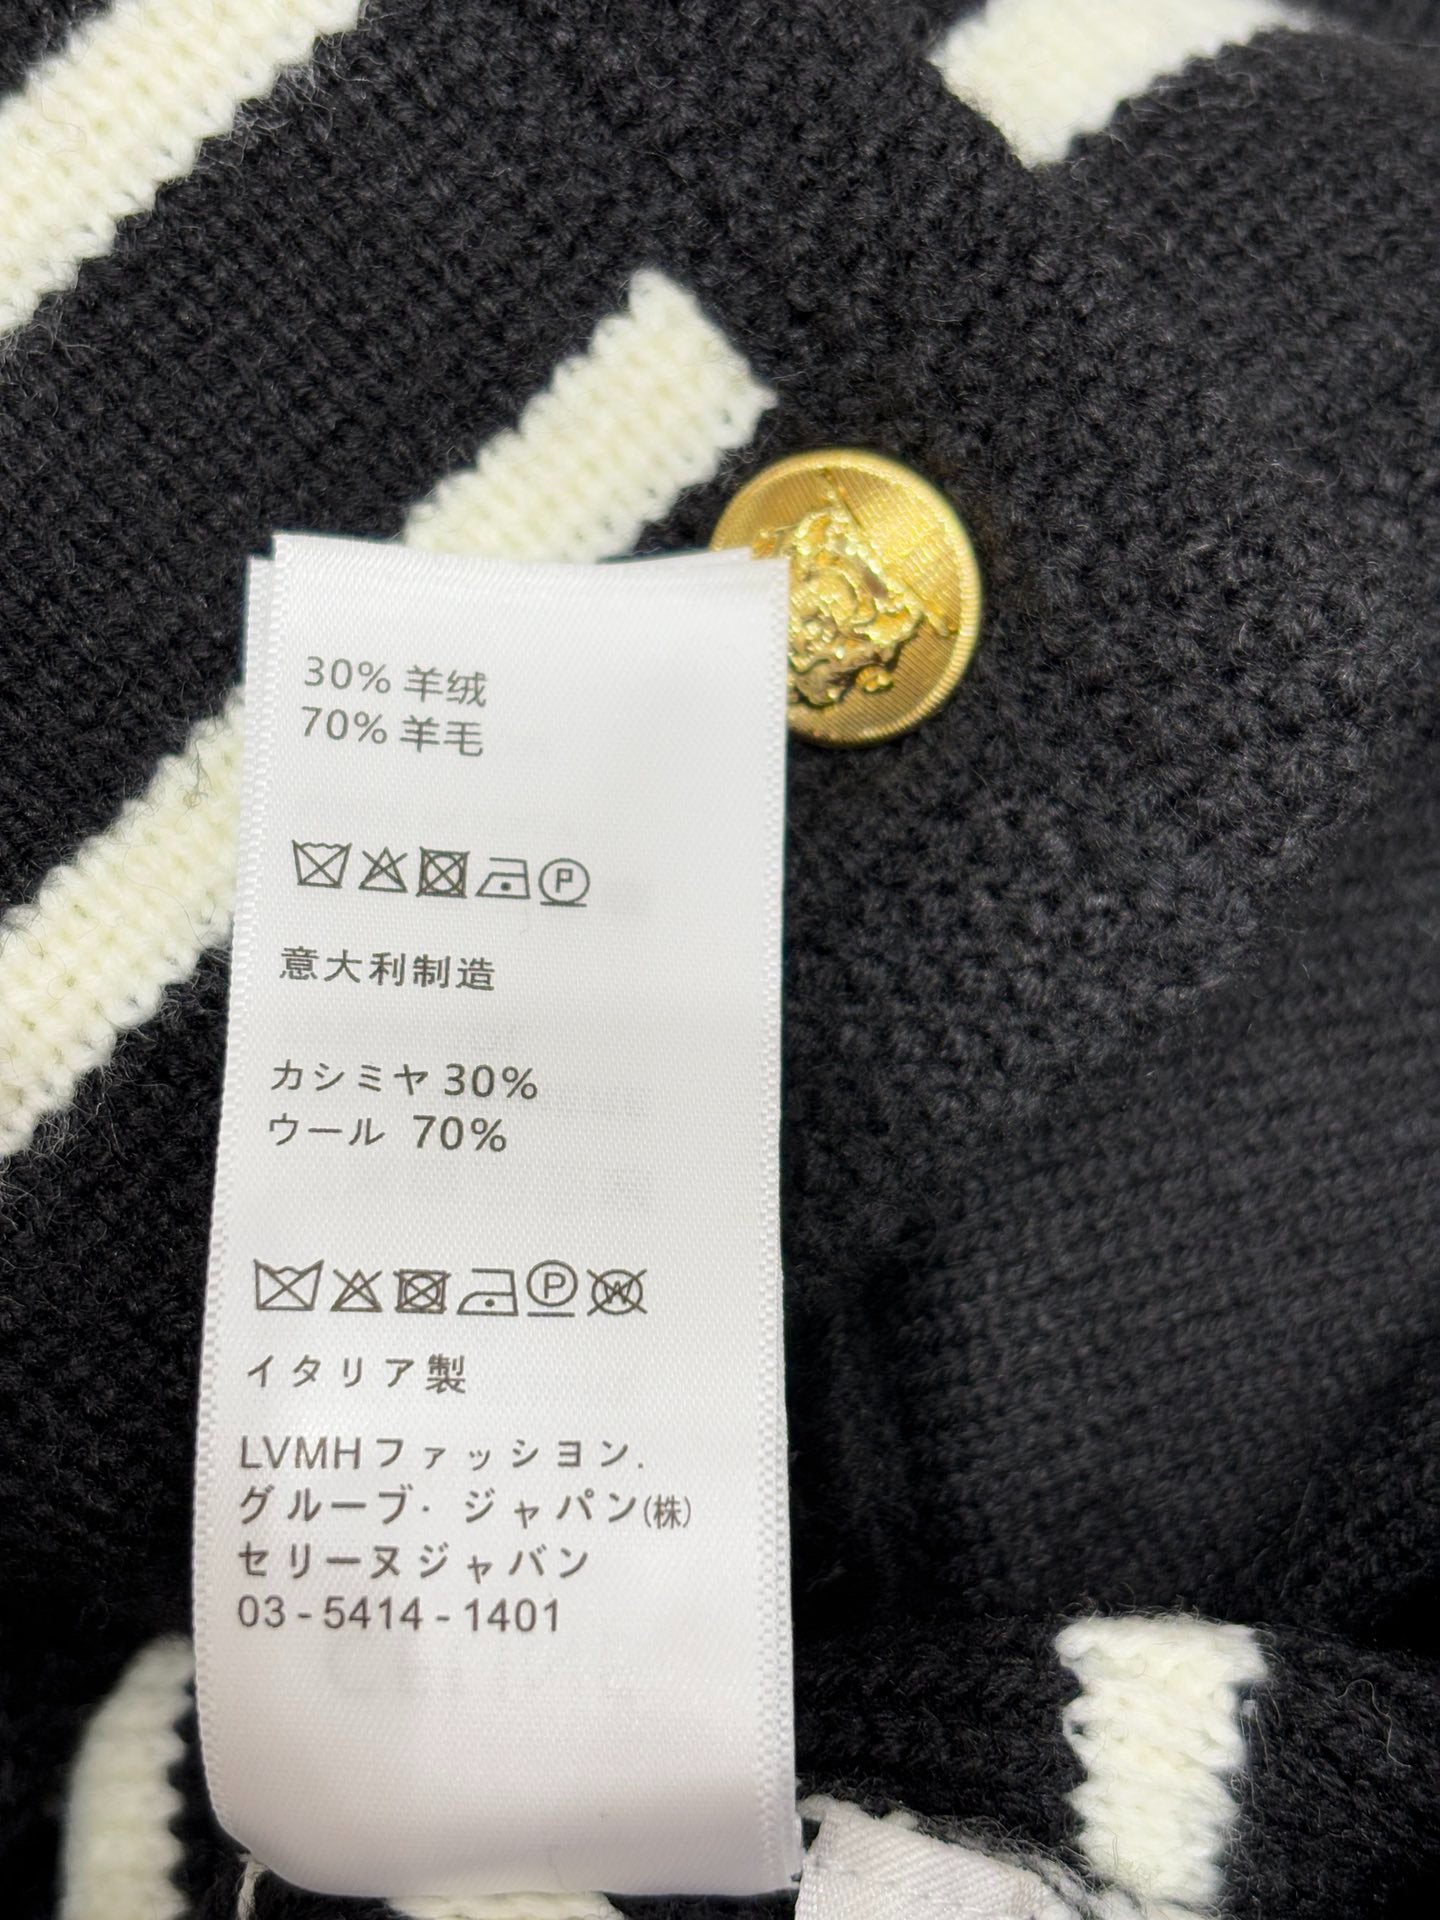 30% 羊绒
70% 羊毛
P
意大利制造
カシミヤ 30%
ウール 70%
P W
イタリア製
LVMHファッション.
グルーブ・ジャパン(株)
セリーヌジャバン
03-5414-1401